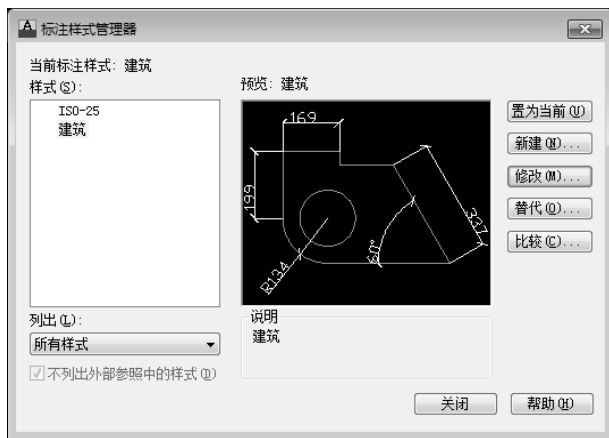 标注样式管理器
当前标注样式: 建筑
样式(S):
ISO-25
建筑
预览: 建筑
169
199
R134
60°
337
置为当前(U)
新建(N)...
修改(M)...
替代(O)...
比较(C)...
列出(L):
所有样式
不列出外部参照中的样式(D)
说明
建筑
关闭
帮助(H)